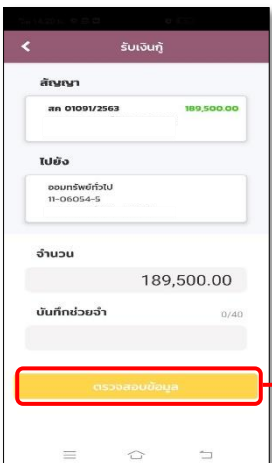 รับเงินกู้
สัญญา
สก 01091/2563 189,500.00
ไปยัง
ออมทรัพย์ทั่วไป
11-06054-5
จำนวน
189,500.00
บันทึกช่วยจำ 0/40
ตรวจสอบข้อมูล